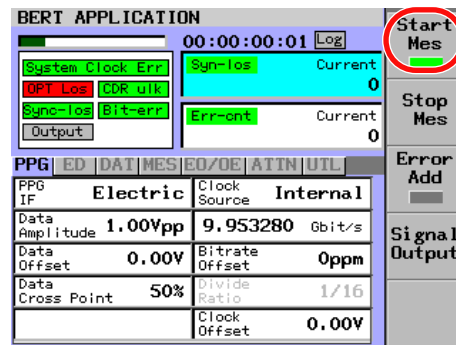 BERT APPLICATION
00:00:00:01 Log
System Clock Err
OPT Los CDR ulk
Sync-los Bit-err
Output
Syn-los Current
0
Err-cnt Current
0
PPG ED DAT MES EO/OE ATTN UTL
PPG IF Electric
Clock Source Internal
Data Amplitude 1.00Vpp
9.953280 Gbit/s
Data Offset 0.00V
Bitrate Offset 0ppm
Data Cross Point 50%
Divide Ratio 1/16
Clock Offset 0.00V
Start
Mes
Stop
Mes
Error
Add
Signal
Output